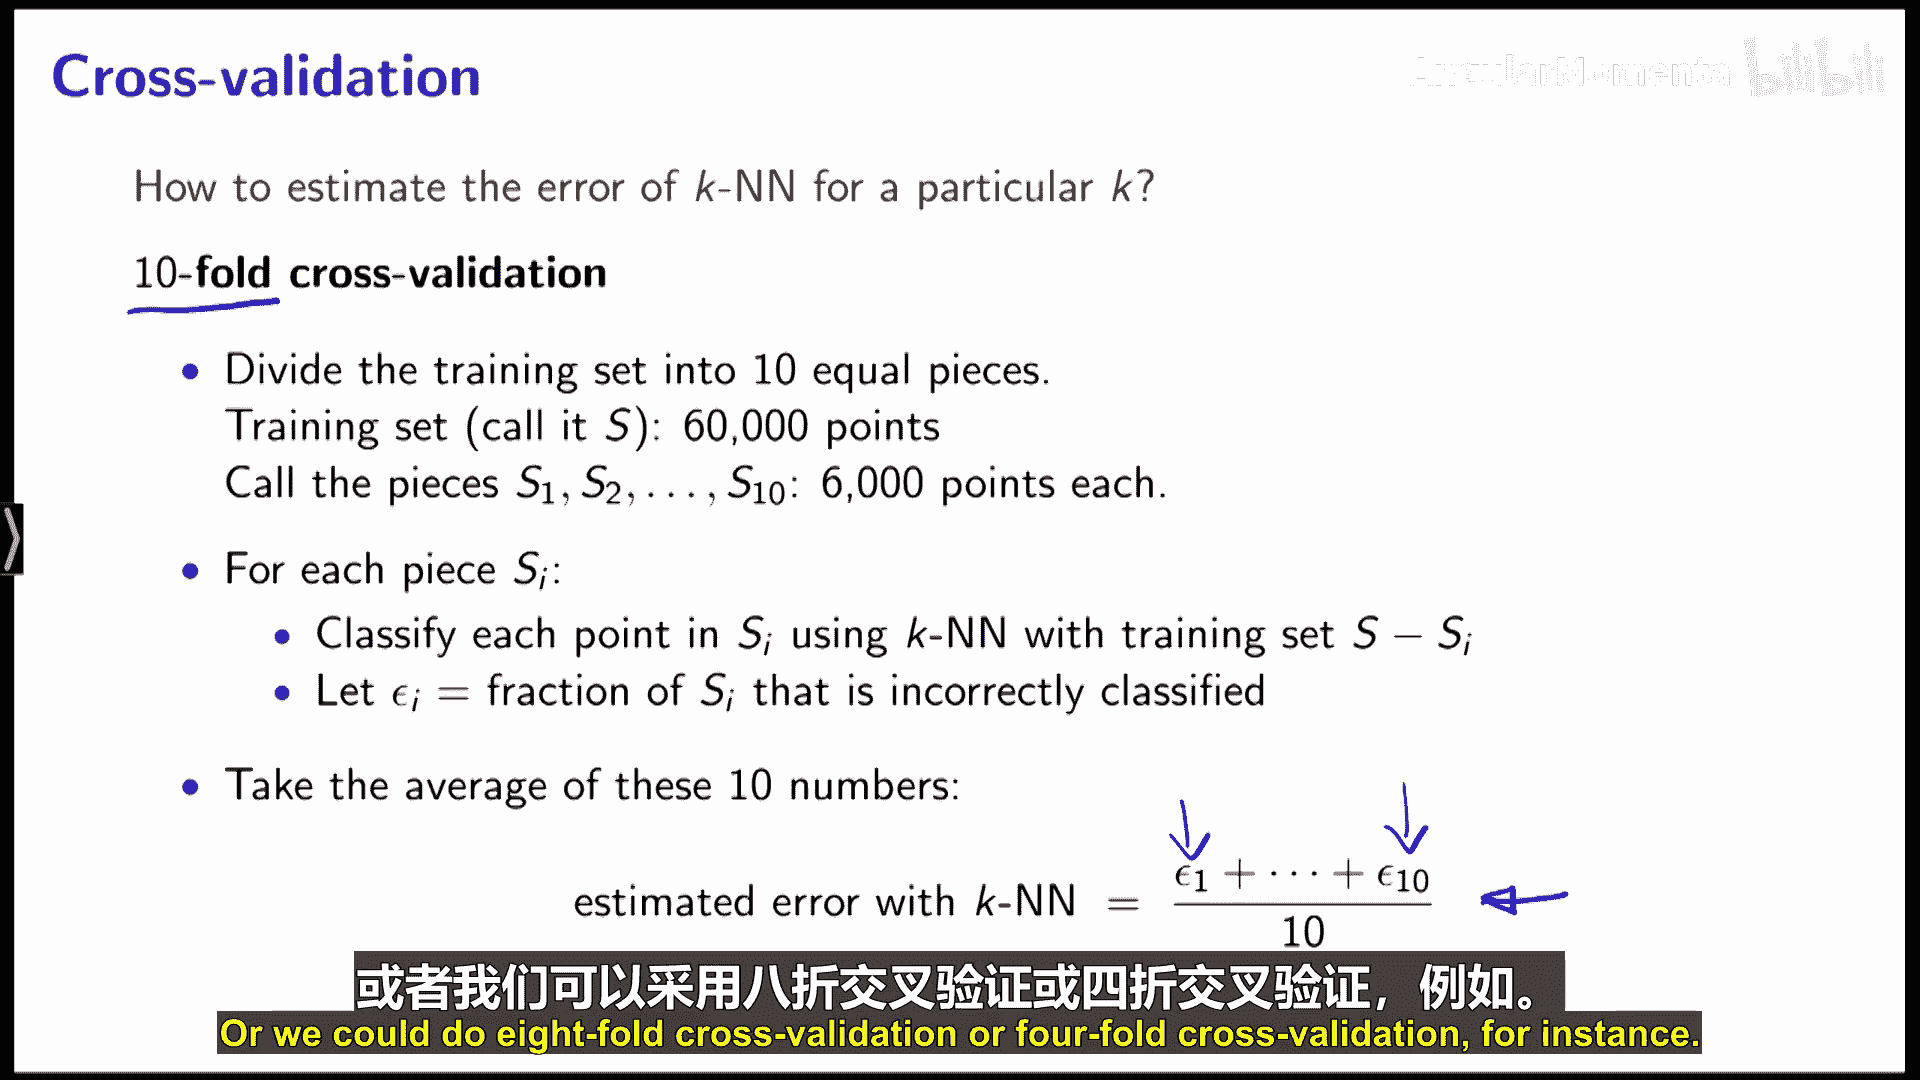 Cross-validation
bilibili
How to estimate the error of k-NN for a particular k?
10-fold cross-validation
• Divide the training set into 10 equal pieces.
Training set (call it S): 60,000 points
Call the pieces S₁, S₂, . . . , S₁₀: 6,000 points each.
• For each piece Sᵢ:
• Classify each point in Sᵢ using k-NN with training set S − Sᵢ
• Let ϵᵢ = fraction of Sᵢ that is incorrectly classified
• Take the average of these 10 numbers:
estimated error with k-NN = (ϵ₁ + · · · + ϵ₁₀) / 10
或者我们可以采用八折交叉验证或四折交叉验证，例如。
Or we could do eight-fold cross-validation or four-fold cross-validation, for instance.